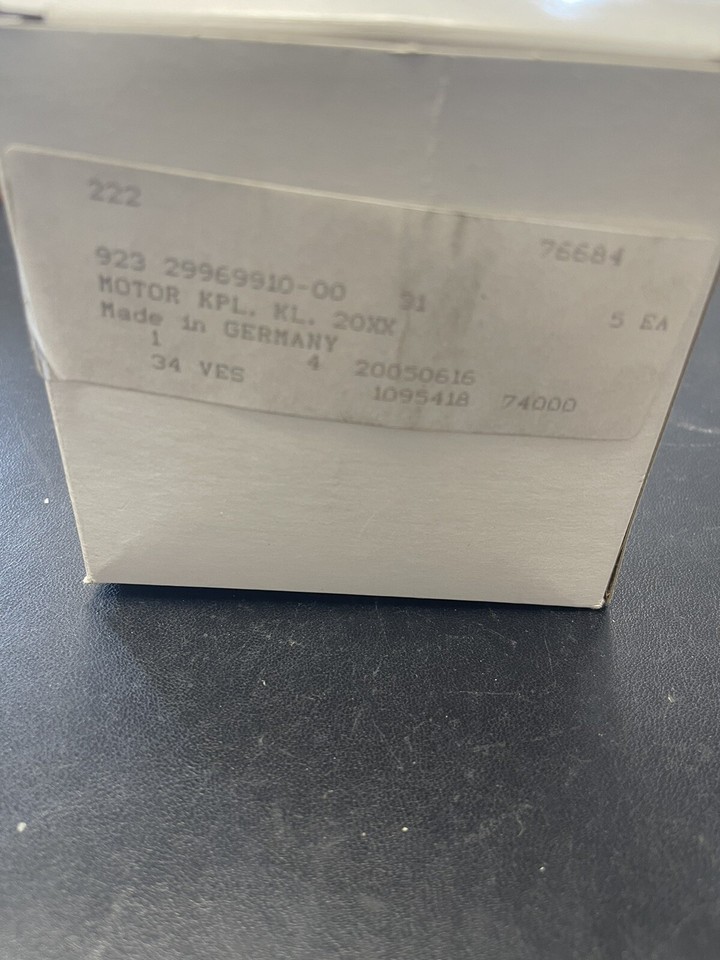 222
76684
923 29969910-00 31
MOTOR KPL. KL. 20XX 5 EA
Made in GERMANY
1 4 20050616
34 VES 1095418 74000